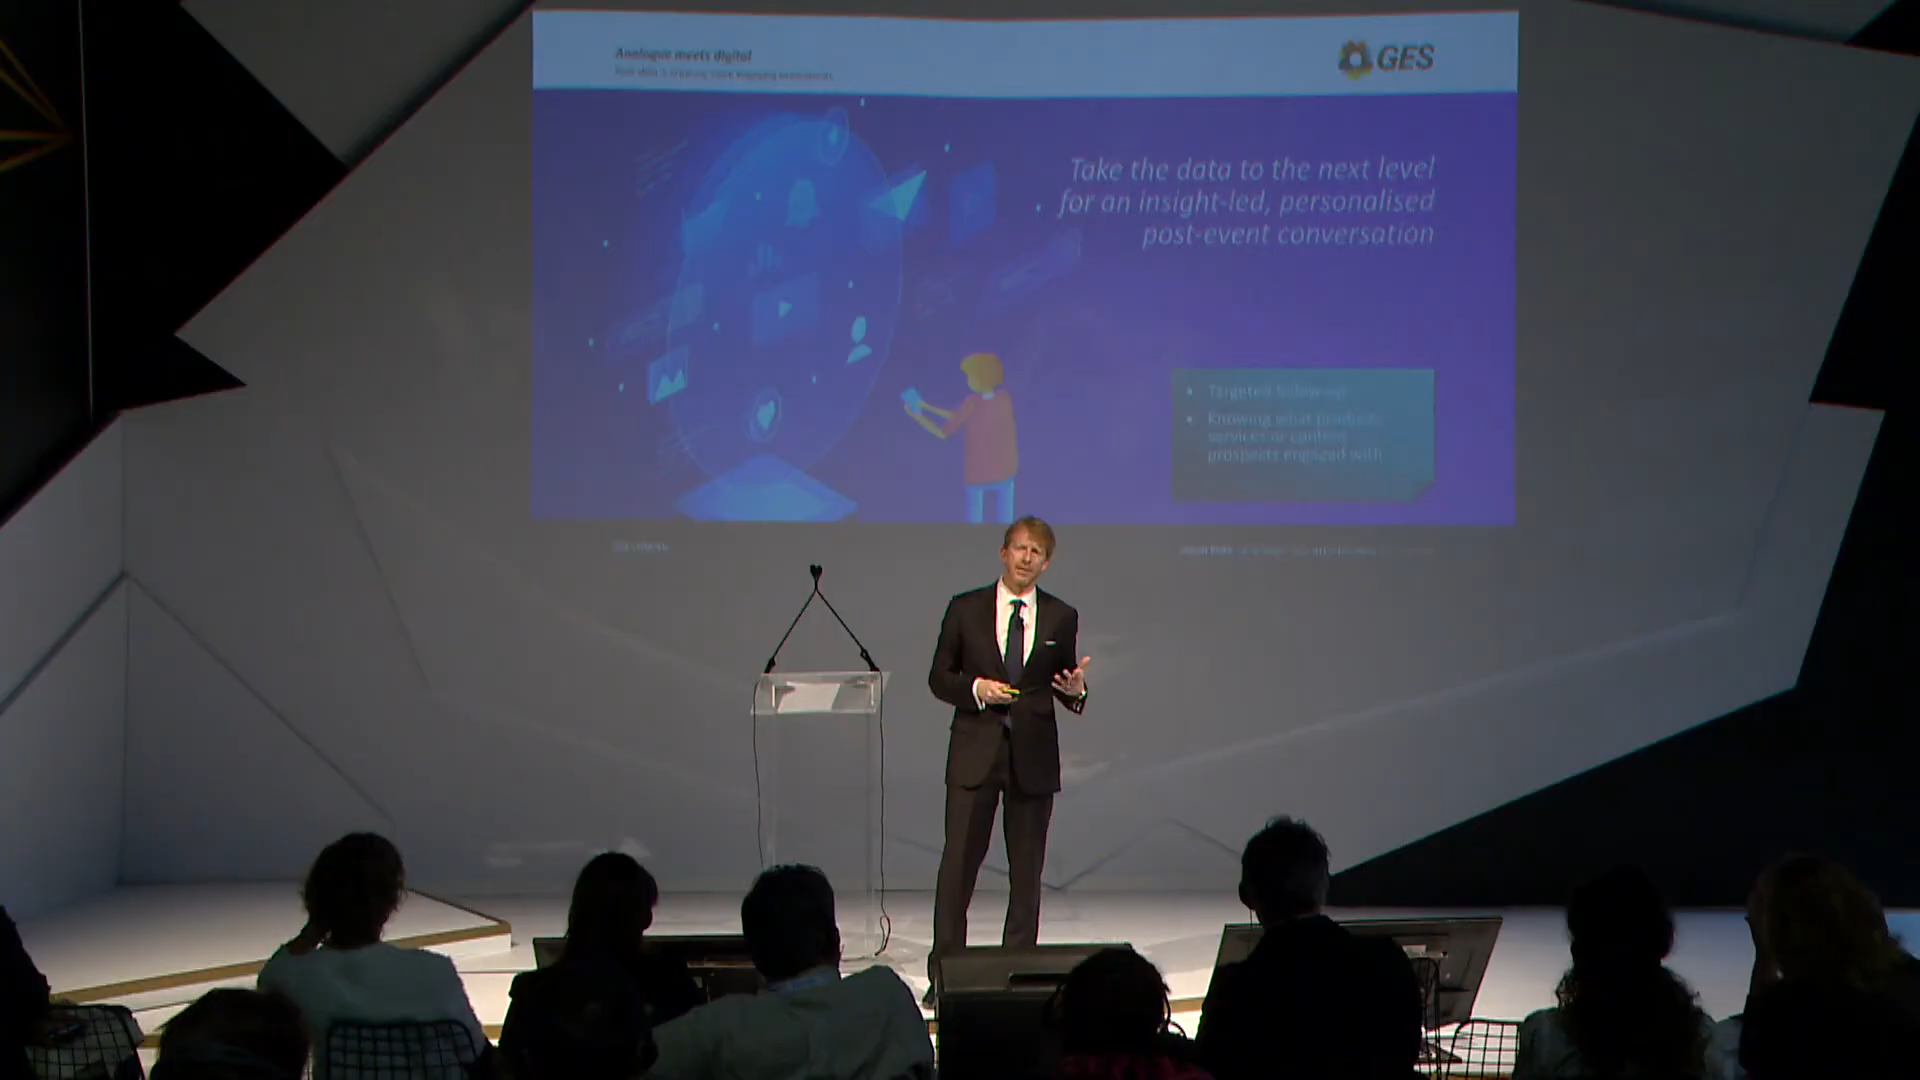 Analogue meets digital
GES
Take the data to the next level
for an insight-led, personalised
post-event conversation
• Targeted follow-up
• Knowing what products,
services or content
prospects engaged with